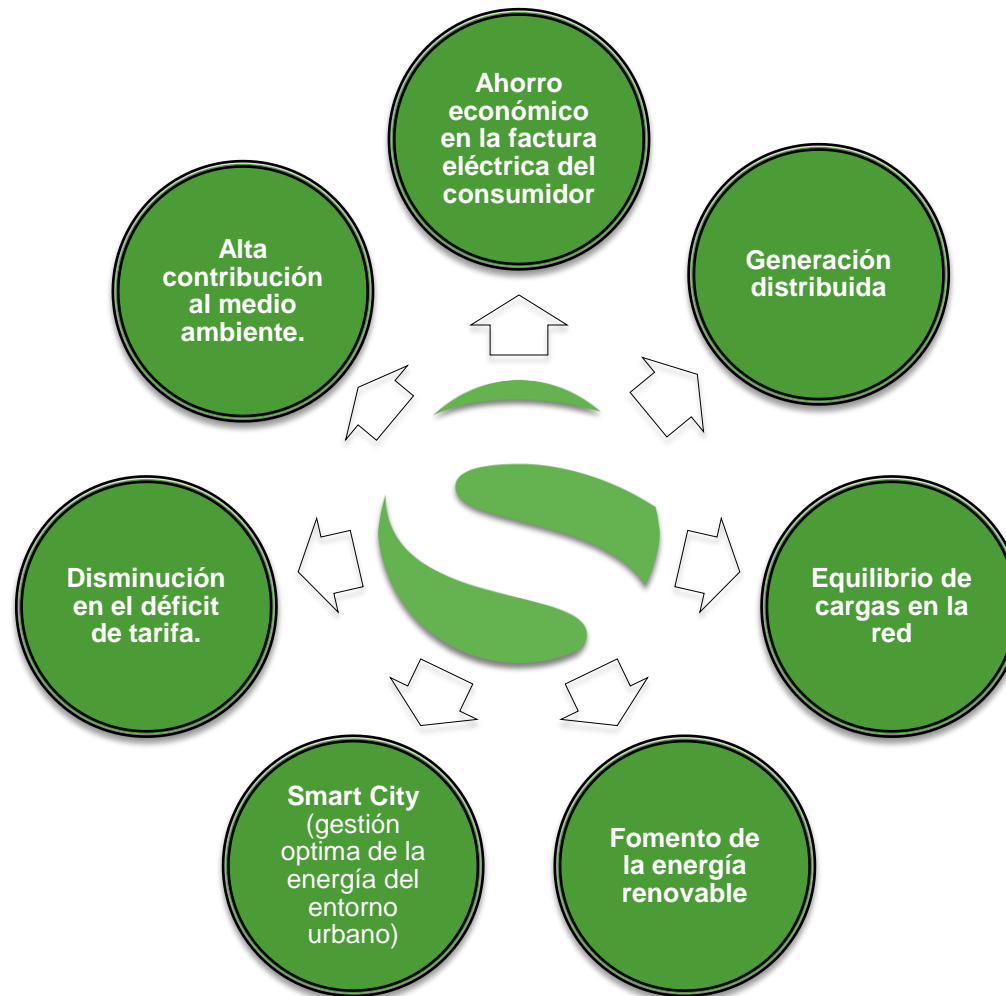 Ahorro
económico
en la factura
eléctrica del
consumidor
Generación
distribuida
Equilibrio de
cargas en la
red
Fomento de
la energía
renovable
Smart City
(gestión
optima de la
energía del
entorno
urbano)
Disminución
en el déficit
de tarifa.
Alta
contribución
al medio
ambiente.